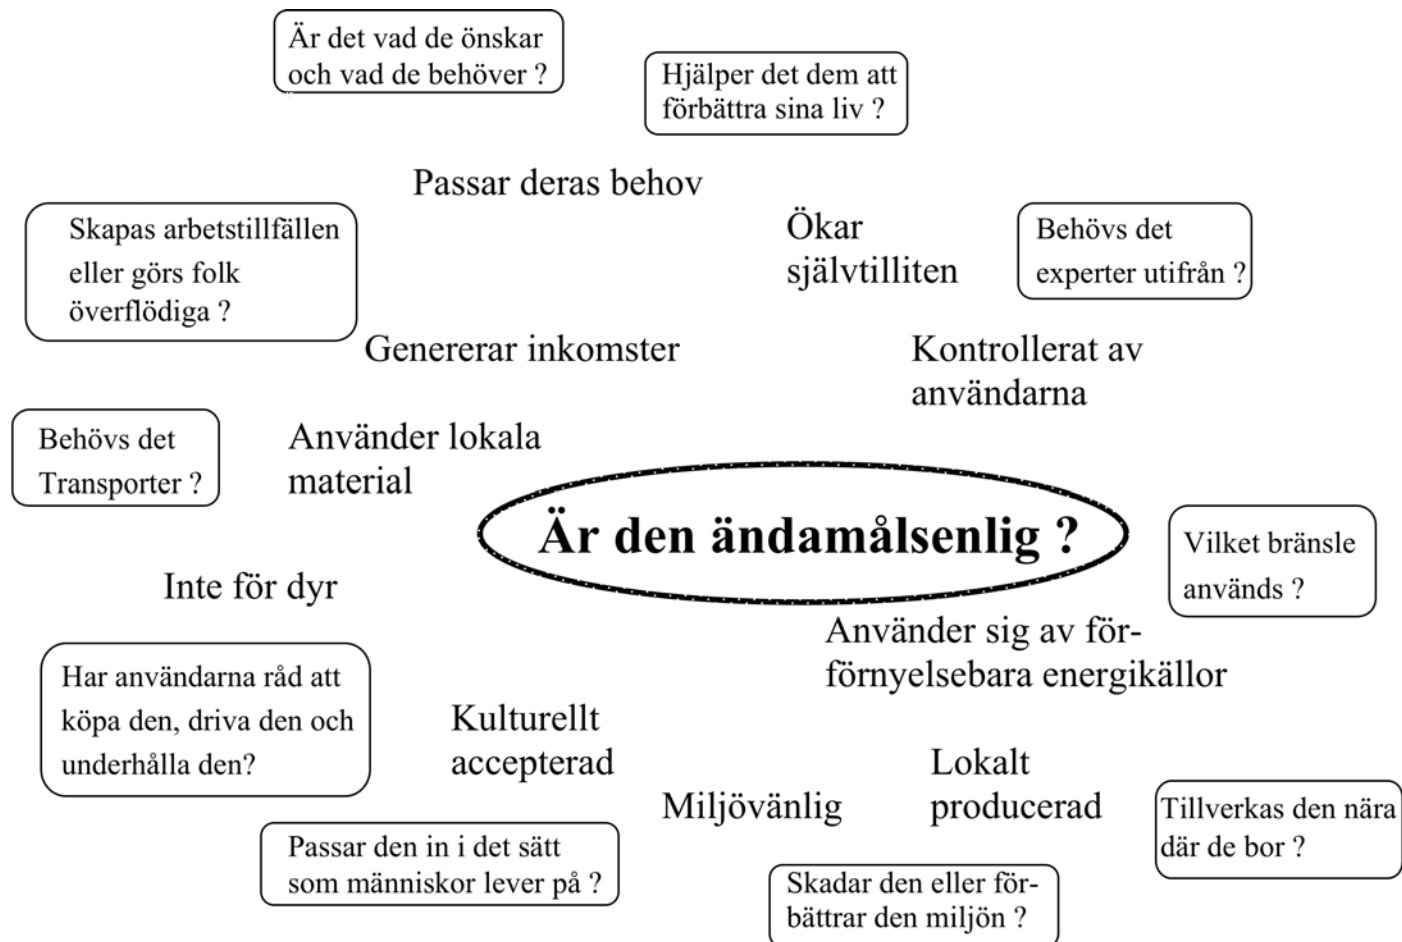 Är det vad de önskar
och vad de behöver ?
Hjälper det dem att
förbättra sina liv ?
Passar deras behov
Skapas arbetstillfällen
eller görs folk
överflödiga ?
Ökar
självtilliten
Behövs det
experter utifrån ?
Genererar inkomster
Kontrollerat av
användarna
Behövs det
Transporter ?
Använder lokala
material
Är den ändamålsenlig ?
Vilket bränsle
används ?
Inte för dyr
Använder sig av för-
förnyelsebara energikällor
Har användarna råd att
köpa den, driva den och
underhålla den?
Kulturellt
accepterad
Miljövänlig
Lokalt
producerad
Tillverkas den nära
där de bor ?
Passar den in i det sätt
som människor lever på ?
Skadar den eller för-
bättrar den miljön ?